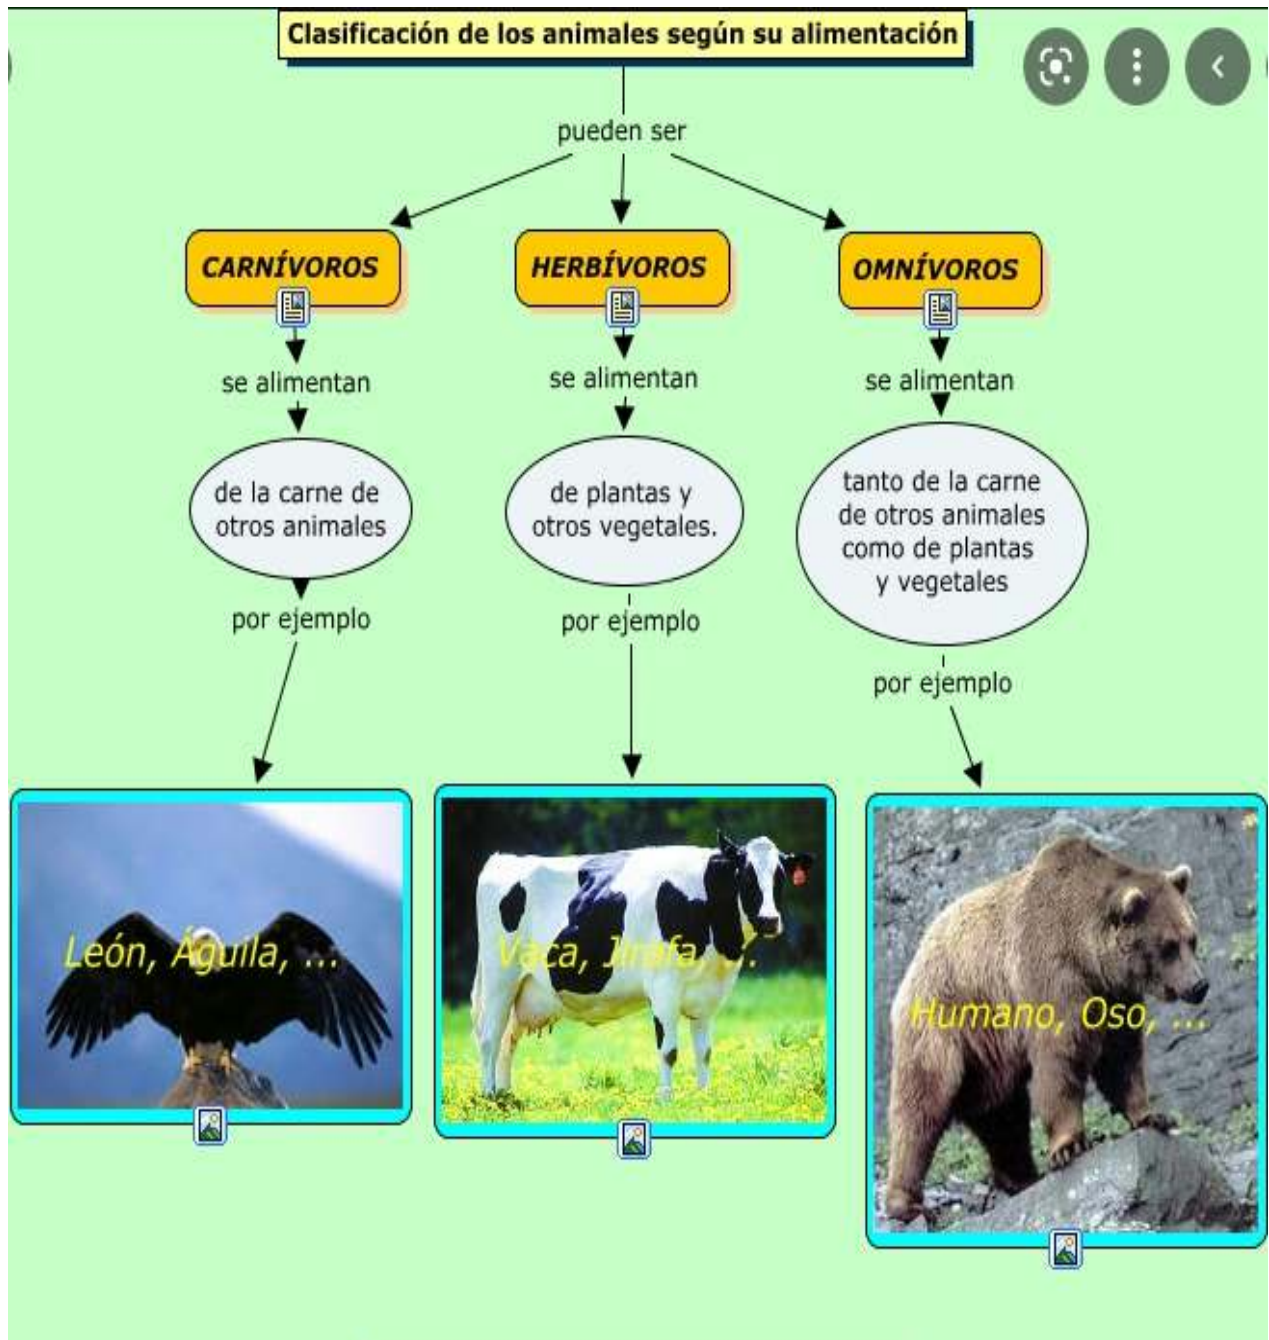 Clasificación de los animales según su alimentación
pueden ser
CARNÍVOROS
se alimentan
de la carne de
otros animales
por ejemplo
León, Águila, ...
HERBÍVOROS
se alimentan
de plantas y
otros vegetales.
por ejemplo
Vaca, Jirafa, ...
OMNÍVOROS
se alimentan
tanto de la carne
de otros animales
como de plantas
y vegetales
por ejemplo
Humano, Oso, ...